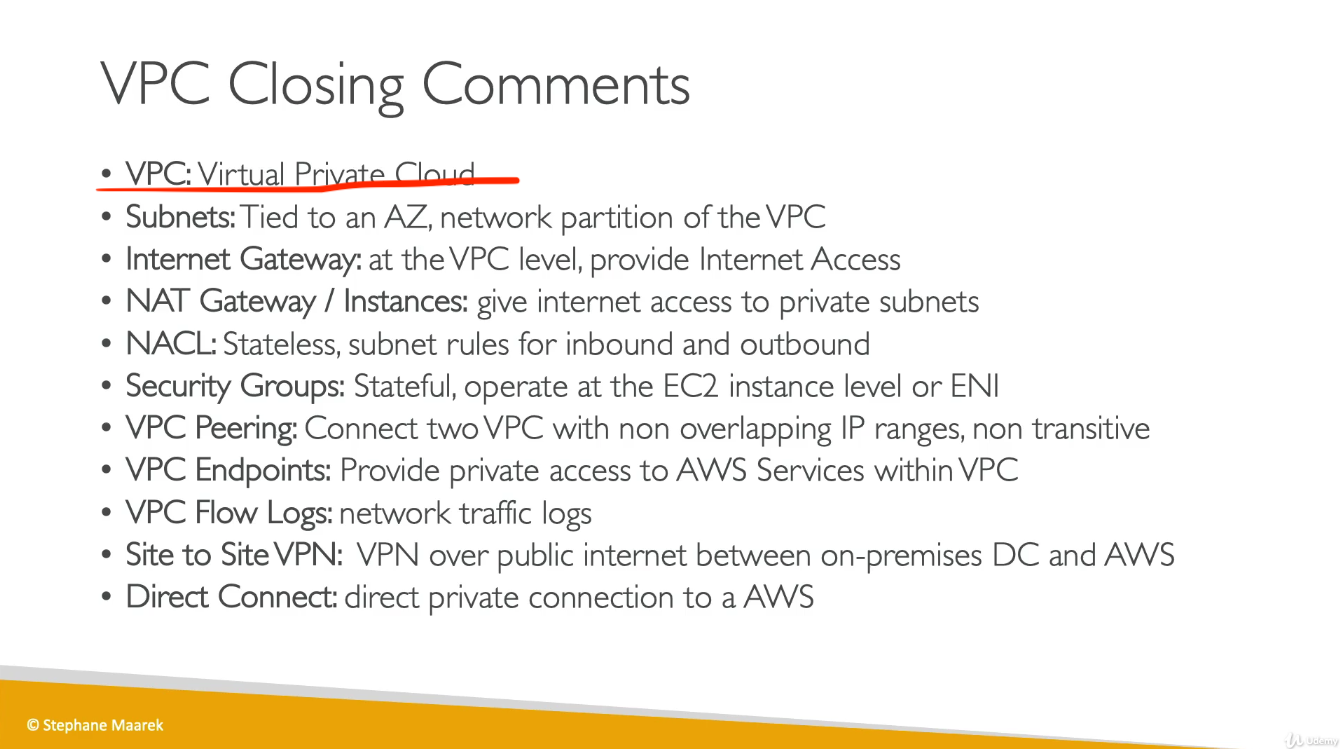 VPC Closing Comments
• VPC: Virtual Private Cloud
• Subnets: Tied to an AZ, network partition of the VPC
• Internet Gateway: at the VPC level, provide Internet Access
• NAT Gateway / Instances: give internet access to private subnets
• NACL: Stateless, subnet rules for inbound and outbound
• Security Groups: Stateful, operate at the EC2 instance level or ENI
• VPC Peering: Connect two VPC with non overlapping IP ranges, non transitive
• VPC Endpoints: Provide private access to AWS Services within VPC
• VPC Flow Logs: network traffic logs
• Site to Site VPN: VPN over public internet between on-premises DC and AWS
• Direct Connect: direct private connection to a AWS
© Stephane Maarek
Udemy